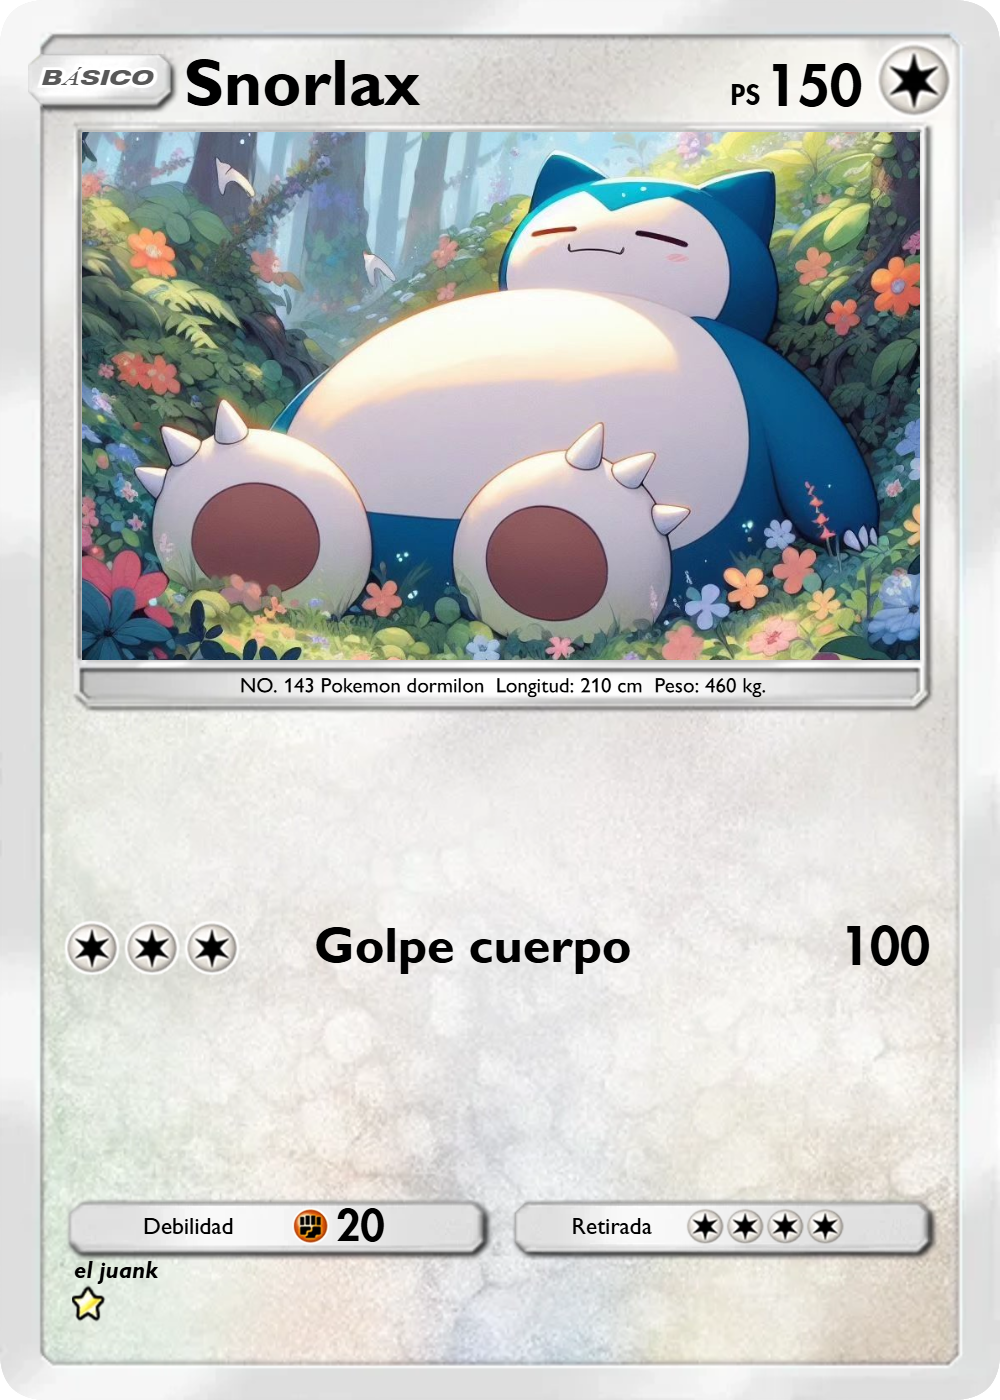 BÁSICO Snorlax PS 150
NO. 143 Pokemon dormilon Longitud: 210 cm Peso: 460 kg.
Golpe cuerpo 100
Debilidad 20 Retirada
el juank